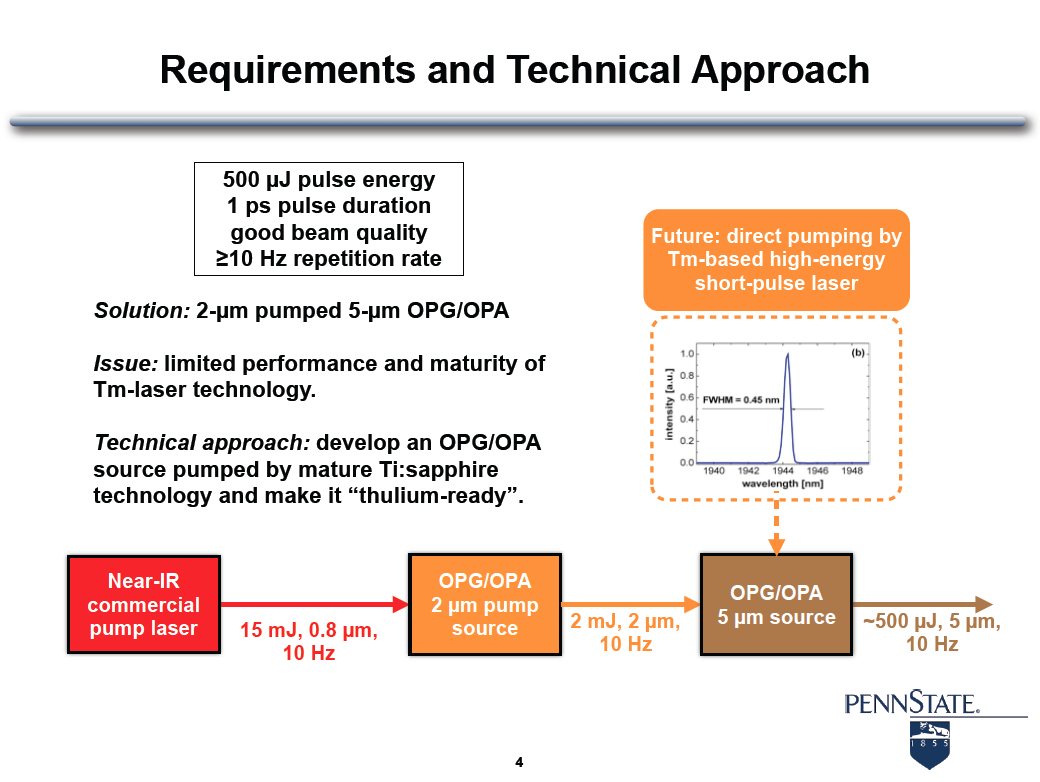 Requirements and Technical Approach
500 µJ pulse energy
1 ps pulse duration
good beam quality
≥10 Hz repetition rate
Solution: 2-µm pumped 5-µm OPG/OPA
Issue: limited performance and maturity of
Tm-laser technology.
Technical approach: develop an OPG/OPA
source pumped by mature Ti:sapphire
technology and make it “thulium-ready”.
Future: direct pumping by
Tm-based high-energy
short-pulse laser
(b)
1.0
0.8
0.6
0.4
0.2
0.0
intensity [a.u.]
FWHM = 0.45 nm
1940 1942 1944 1946 1948
wavelength [nm]
Near-IR
commercial
pump laser
15 mJ, 0.8 µm,
10 Hz
OPG/OPA
2 µm pump
source
2 mJ, 2 µm,
10 Hz
OPG/OPA
5 µm source
~500 µJ, 5 µm,
10 Hz
PENNSTATE.
1855
4